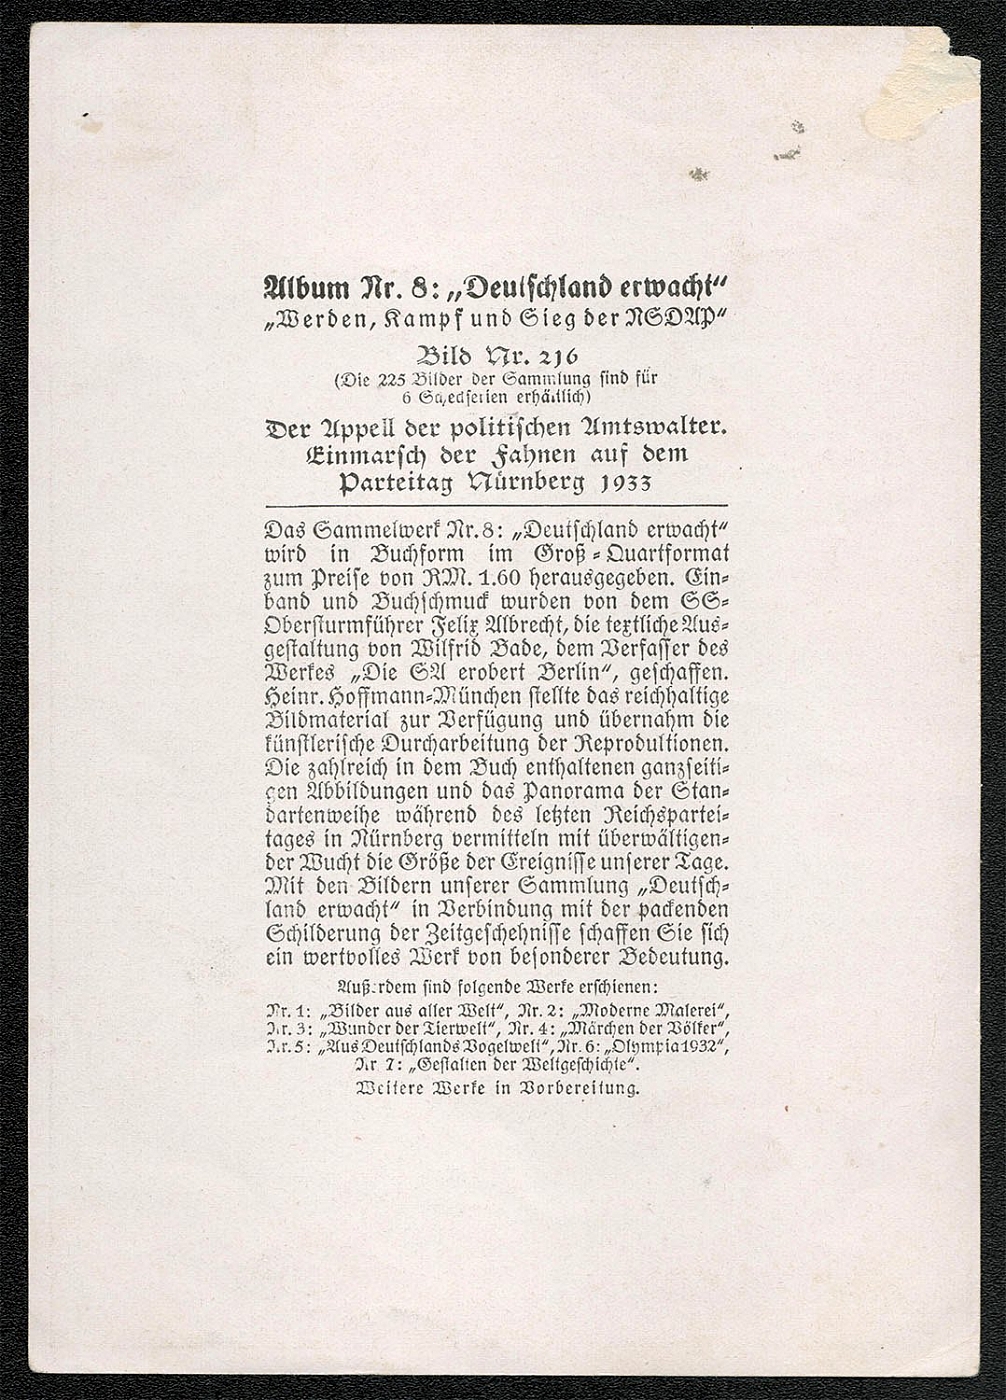 Album Nr. 8: „Deutschland erwacht“
„Werden, Kampf und Sieg der NSDAP“
Bild Nr. 216
(Die 225 Bilder der Sammlung sind für
6 Scheckserien erhältlich)
Der Appell der politischen Amtswalter.
Einmarsch der Fahnen auf dem
Parteitag Nürnberg 1933
Das Sammelwerk Nr. 8: „Deutschland erwacht“
wird in Buchform im Groß-Quartformat
zum Preise von RM. 1.60 herausgegeben. Ein-
band und Buchschmuck wurden von dem SS-
Obersturmführer Felix Albrecht, die textliche Aus-
gestaltung von Wilfrid Bade, dem Verfasser des
Werkes „Die SA erobert Berlin“, geschaffen.
Heinr. Hoffmann-München stellte das reichhaltige
Bildmaterial zur Verfügung und übernahm die
künstlerische Durcharbeitung der Reproduktionen.
Die zahlreich in dem Buch enthaltenen ganzseiti-
gen Abbildungen und das Panorama der Stan-
dartenweihe während des letzten Reichspartei-
tages in Nürnberg vermitteln mit überwältigen-
der Wucht die Größe der Ereignisse unserer Tage.
Mit den Bildern unserer Sammlung „Deutsch-
land erwacht“ in Verbindung mit der packenden
Schilderung der Zeitgeschehnisse schaffen Sie sich
ein wertvolles Werk von besonderer Bedeutung.
Außerdem sind folgende Werke erschienen:
Nr. 1: „Bilder aus aller Welt“, Nr. 2: „Moderne Malerei“,
Nr. 3: „Wunder der Tierwelt“, Nr. 4: „Märchen der Völker“,
Nr. 5: „Aus Deutschlands Vogelwelt“, Nr. 6: „Olympia 1932“,
Nr 7: „Gestalten der Weltgeschichte“.
Weitere Werke in Vorbereitung.